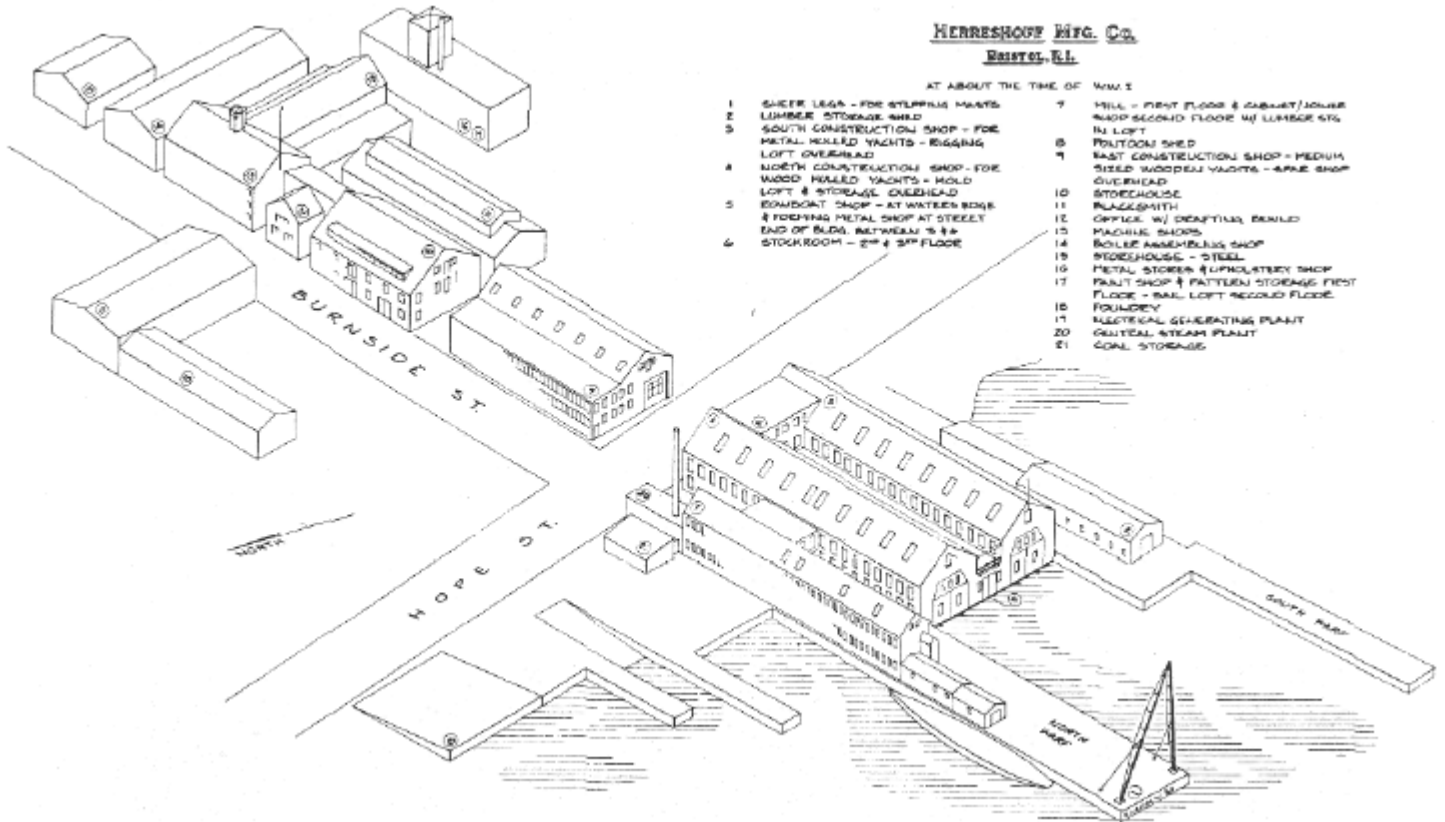 HERRESHOFF MFG. CO.
BRISTOL, R.I.
AT ABOUT THE TIME OF W.W. I
1 SHEER LEGS - FOR STEPPING MASTS
2 LUMBER STORAGE SHED
3 SOUTH CONSTRUCTION SHOP - FOR
METAL HULLED YACHTS - RIGGING
LOFT OVERHEAD
4 NORTH CONSTRUCTION SHOP - FOR
WOOD HULLED YACHTS - MOLD
LOFT & STORAGE OVERHEAD
5 ROWBOAT SHOP - AT WATERS EDGE
& FORMING METAL SHOP AT STREET
END OF BLDG. BETWEEN 3 & 4
6 STOCKROOM - 2ND & 3RD FLOOR
7 MILL - FIRST FLOOR & CABINET/JOINER
SHOP SECOND FLOOR W/ LUMBER STG
IN LOFT
8 PONTOON SHED
9 EAST CONSTRUCTION SHOP - MEDIUM
SIZED WOODEN YACHTS - SPAR SHOP
OVERHEAD
10 STOREHOUSE
11 BLACKSMITH
12 OFFICE W/ DRAFTING BEHIND
13 MACHINE SHOPS
14 BOILER ASSEMBLING SHOP
15 STOREHOUSE - STEEL
16 METAL STORES & UPHOLSTERY SHOP
17 PAINT SHOP & PATTERN STORAGE FIRST
FLOOR - SAIL LOFT SECOND FLOOR
18 FOUNDRY
19 ELECTRICAL GENERATING PLANT
20 CENTRAL STEAM PLANT
21 COAL STORAGE
BURNSIDE ST.
HOPE ST.
NORTH
SOUTH WHARF
NORTH
WHARF